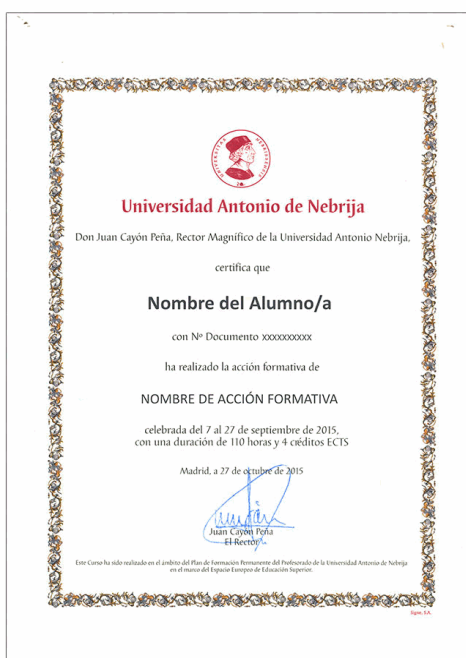 UNIVERSITAS NEBRISSENSIS
Universidad Antonio de Nebrija
Don Juan Cayón Peña, Rector Magnífico de la Universidad Antonio Nebrija,
certifica que
Nombre del Alumno/a
con Nº Documento xxxxxxxxxx
ha realizado la acción formativa de
NOMBRE DE ACCIÓN FORMATIVA
celebrada del 7 al 27 de septiembre de 2015,
con una duración de 110 horas y 4 créditos ECTS
Madrid, a 27 de octubre de 2015
Juan Cayón Peña
El Rector
Este Curso ha sido realizado en el ámbito del Plan de Formación Permanente del Profesorado de la Universidad Antonio de Nebrija
en el marco del Espacio Europeo de Educación Superior.
Signe, S.A.